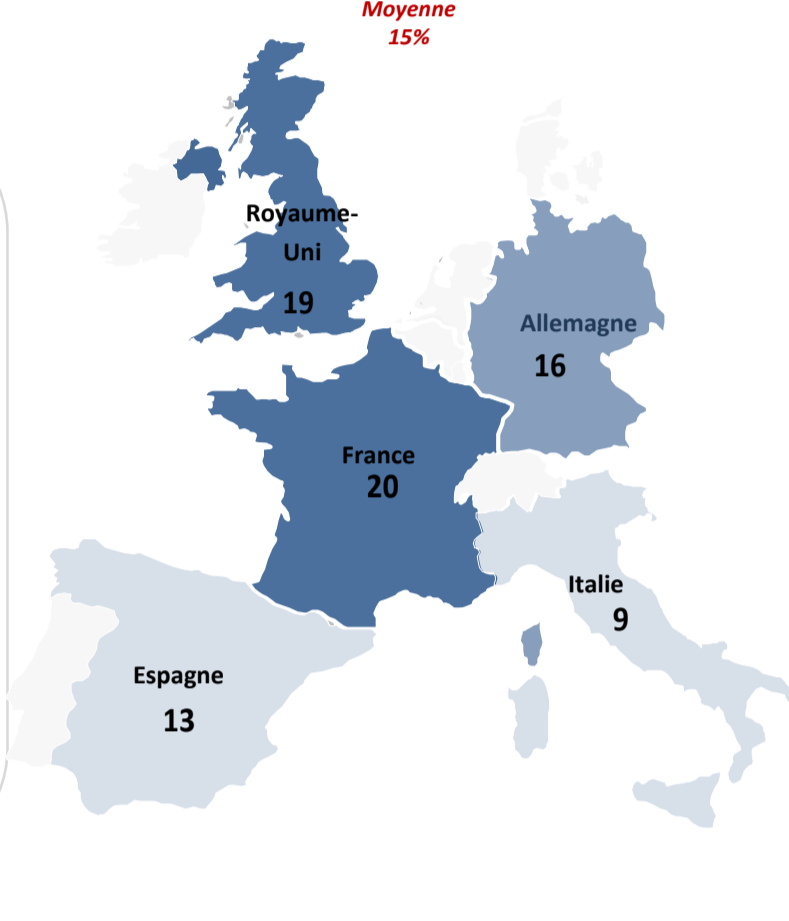 Moyenne
15%
Royaume-
Uni
19
Allemagne
16
France
20
Italie
9
Espagne
13